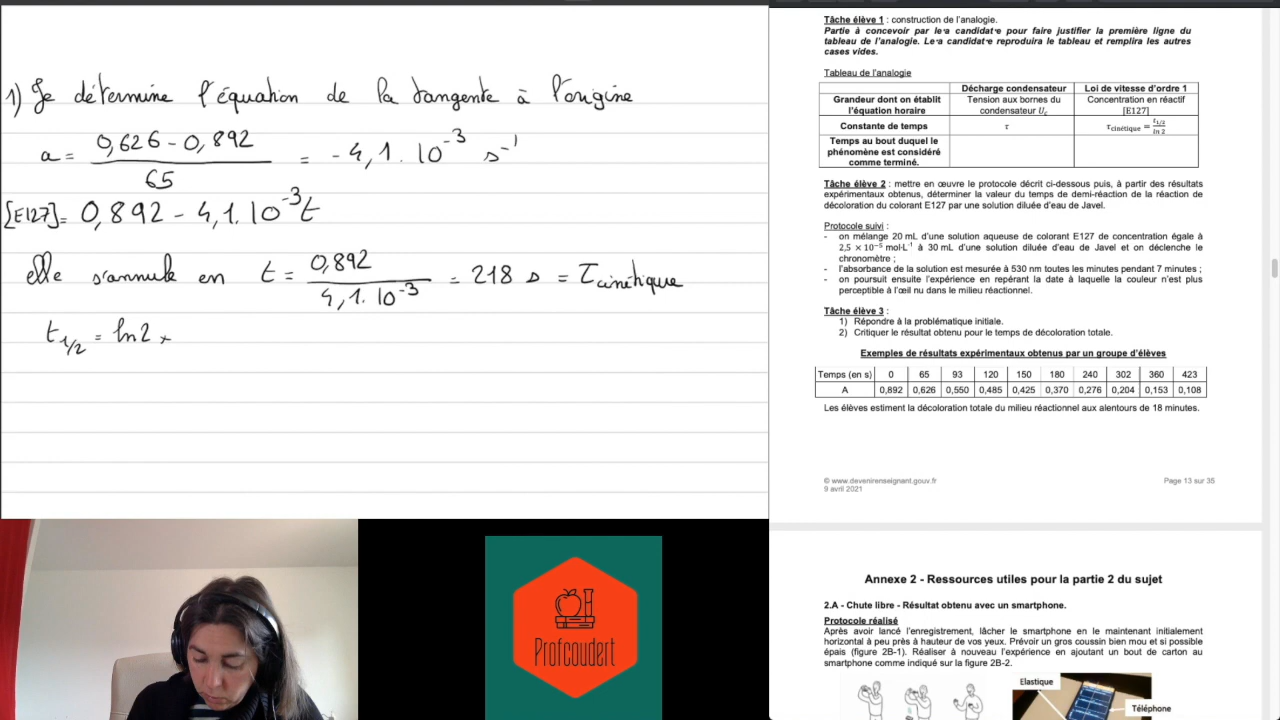 1) Je détermine l'équation de la tangente à l'origine
a = 0,626 - 0,892 / 65 = - 4,1 . 10^-3 s^-1
[E127] = 0,892 - 4,1 . 10^-3 t
elle s'annule en t = 0,892 / 4,1 . 10^-3 = 218 s = τ cinétique
t 1/2 = ln 2 ×
Profcoudert
Tâche élève 1 : construction de l'analogie.
Partie à concevoir par le·a candidat·e pour faire justifier la première ligne du
tableau de l'analogie. Le·a candidat·e reproduira le tableau et remplira les autres
cases vides.
Tableau de l'analogie
Décharge condensateur Loi de vitesse d'ordre 1
Grandeur dont on établit l'équation horaire Tension aux bornes du condensateur Uc Concentration en réactif [E127]
Constante de temps τ τcinétique = t1/2 / ln 2
Temps au bout duquel le phénomène est considéré comme terminé.
Tâche élève 2 : mettre en œuvre le protocole décrit ci-dessous puis, à partir des résultats
expérimentaux obtenus, déterminer la valeur du temps de demi-réaction de la réaction de
décoloration du colorant E127 par une solution diluée d'eau de Javel.
Protocole suivi :
- on mélange 20 mL d'une solution aqueuse de colorant E127 de concentration égale à
2,5 × 10^-5 mol·L^-1 à 30 mL d'une solution diluée d'eau de Javel et on déclenche le
chronomètre ;
- l'absorbance de la solution est mesurée à 530 nm toutes les minutes pendant 7 minutes ;
- on poursuit ensuite l'expérience en repérant la date à laquelle la couleur n'est plus
perceptible à l'œil nu dans le milieu réactionnel.
Tâche élève 3 :
1) Répondre à la problématique initiale.
2) Critiquer le résultat obtenu pour le temps de décoloration totale.
Exemples de résultats expérimentaux obtenus par un groupe d'élèves
Temps (en s) 0 65 93 120 150 180 240 302 360 423
A 0,892 0,626 0,550 0,485 0,425 0,370 0,276 0,204 0,153 0,108
Les élèves estiment la décoloration totale du milieu réactionnel aux alentours de 18 minutes.
© www.devenirenseignant.gouv.fr Page 13 sur 35
9 avril 2021
Annexe 2 - Ressources utiles pour la partie 2 du sujet
2.A - Chute libre - Résultat obtenu avec un smartphone.
Protocole réalisé
Après avoir lancé l'enregistrement, lâcher le smartphone en le maintenant initialement
horizontal à peu près à hauteur de vos yeux. Prévoir un gros coussin bien mou et si possible
épais (figure 2B-1). Réaliser à nouveau l'expérience en ajoutant un bout de carton au
smartphone comme indiqué sur la figure 2B-2.
Elastique
Téléphone